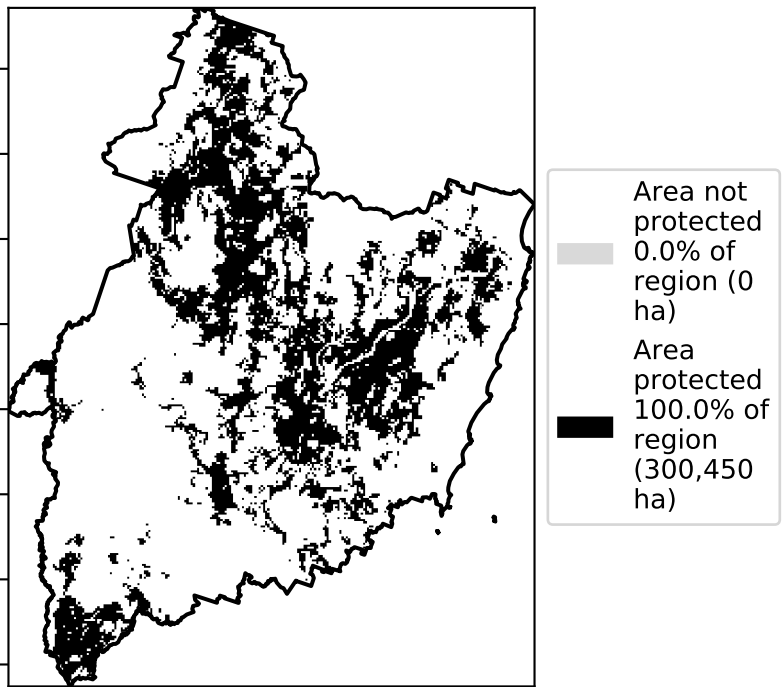 Area not
protected
0.0% of
region (0
ha)
Area
protected
100.0% of
region
(300,450
ha)